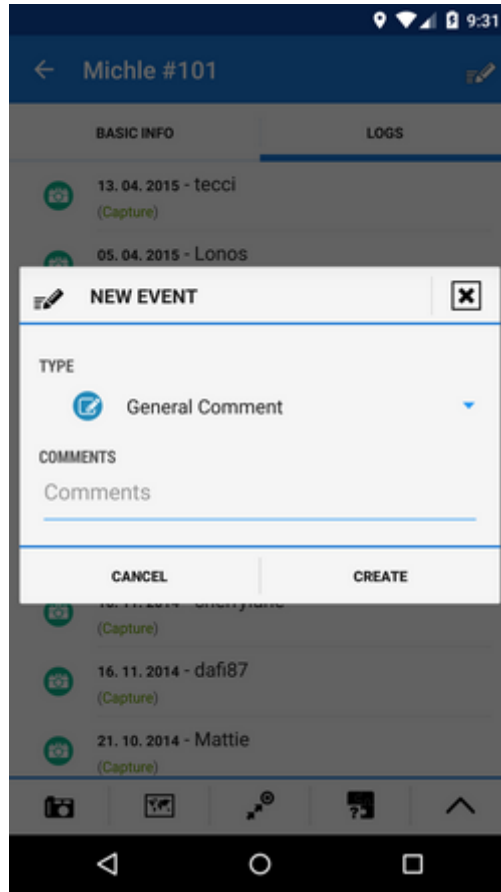 9:31
Michle #101
BASIC INFO LOGS
13. 04. 2015 - tecci
(Capture)
05. 04. 2015 - Lonos
NEW EVENT
TYPE
General Comment
COMMENTS
Comments
CANCEL CREATE
(Capture)
16. 11. 2014 - dafi87
(Capture)
21. 10. 2014 - Mattie
(Capture)